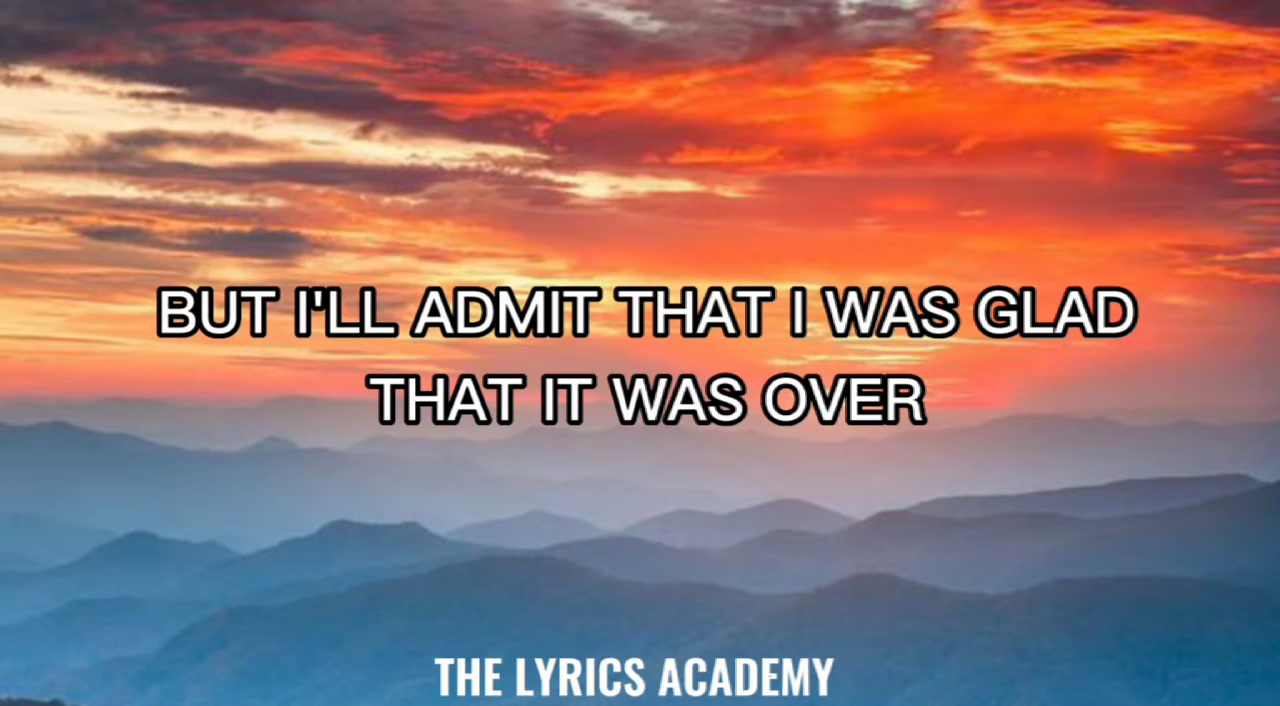 BUT I'LL ADMIT THAT I WAS GLAD
THAT IT WAS OVER
THE LYRICS ACADEMY